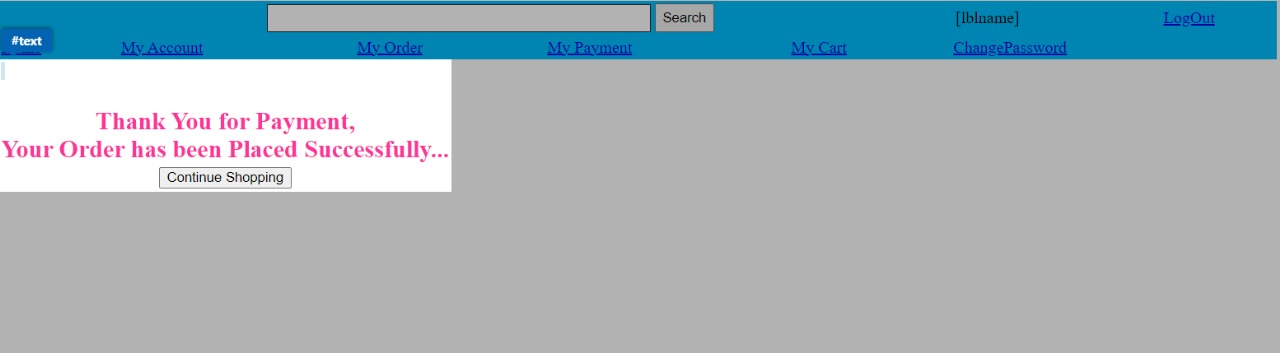 Search [lblname] LogOut
#text
My Account My Order My Payment My Cart ChangePassword
Thank You for Payment,
Your Order has been Placed Successfully...
Continue Shopping